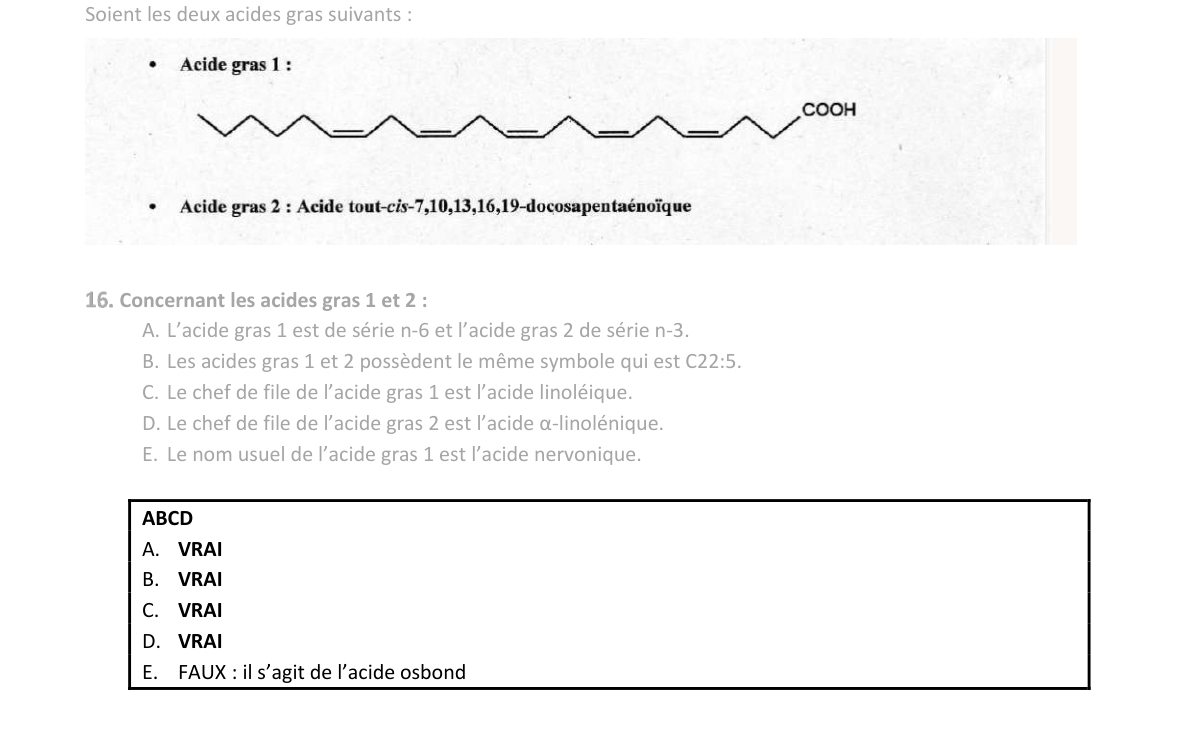 Soient les deux acides gras suivants :
• Acide gras 1 :
COOH
• Acide gras 2 : Acide tout-cis-7,10,13,16,19-docosapentaénoïque
16. Concernant les acides gras 1 et 2 :
A. L’acide gras 1 est de série n-6 et l’acide gras 2 de série n-3.
B. Les acides gras 1 et 2 possèdent le même symbole qui est C22:5.
C. Le chef de file de l’acide gras 1 est l’acide linoléique.
D. Le chef de file de l’acide gras 2 est l’acide α-linolénique.
E. Le nom usuel de l’acide gras 1 est l’acide nervonique.
ABCD
A. VRAI
B. VRAI
C. VRAI
D. VRAI
E. FAUX : il s’agit de l’acide osbond